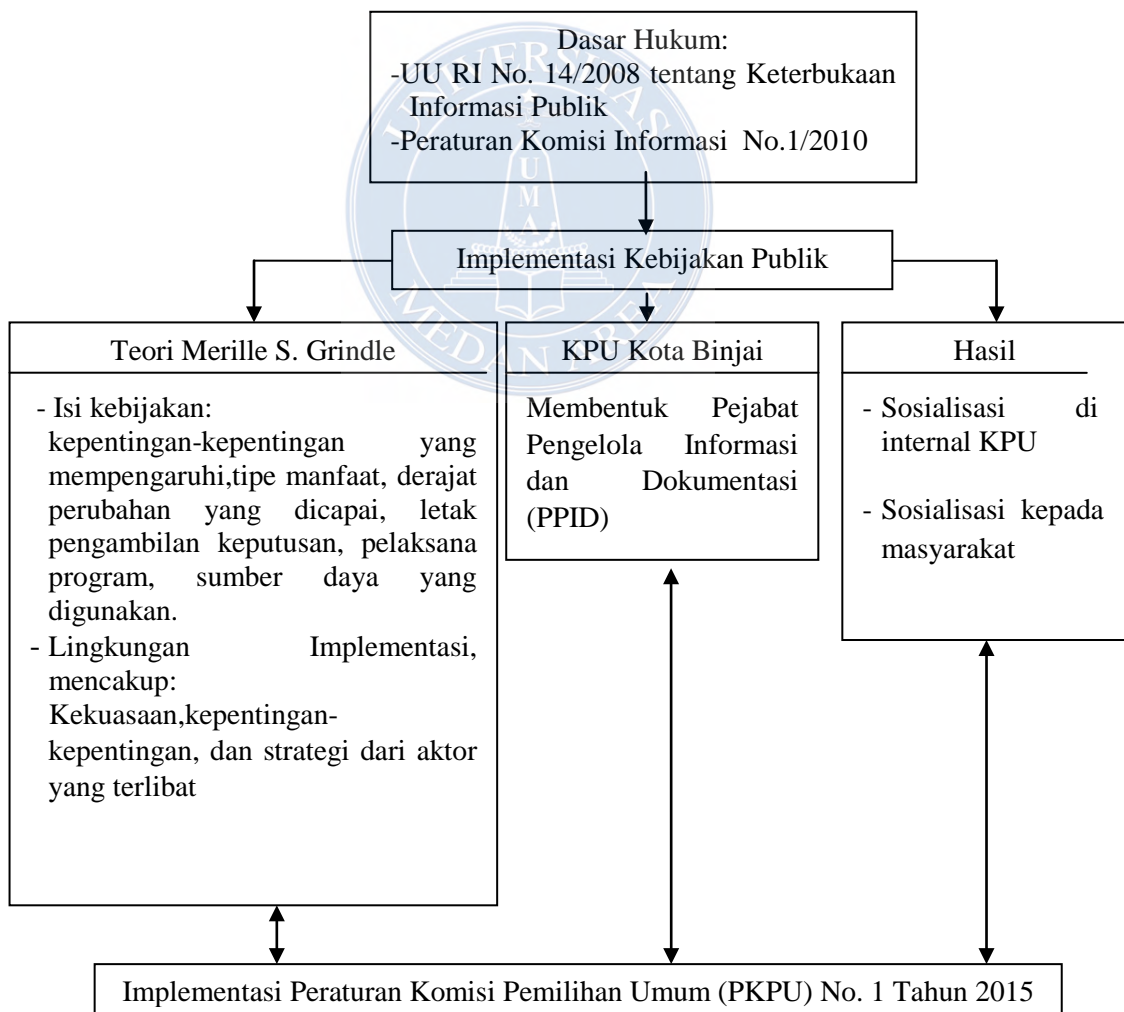 Dasar Hukum:
-UU RI No. 14/2008 tentang Keterbukaan
Informasi Publik
-Peraturan Komisi Informasi No.1/2010
UNIVERSITAS
UMA
MEDAN AREA
Implementasi Kebijakan Publik
Teori Merille S. Grindle
- Isi kebijakan:
kepentingan-kepentingan yang
mempengaruhi,tipe manfaat, derajat
perubahan yang dicapai, letak
pengambilan keputusan, pelaksana
program, sumber daya yang
digunakan.
- Lingkungan Implementasi,
mencakup:
Kekuasaan,kepentingan-
kepentingan, dan strategi dari aktor
yang terlibat
KPU Kota Binjai
Membentuk Pejabat
Pengelola Informasi
dan Dokumentasi
(PPID)
Hasil
- Sosialisasi di
internal KPU
- Sosialisasi kepada
masyarakat
Implementasi Peraturan Komisi Pemilihan Umum (PKPU) No. 1 Tahun 2015